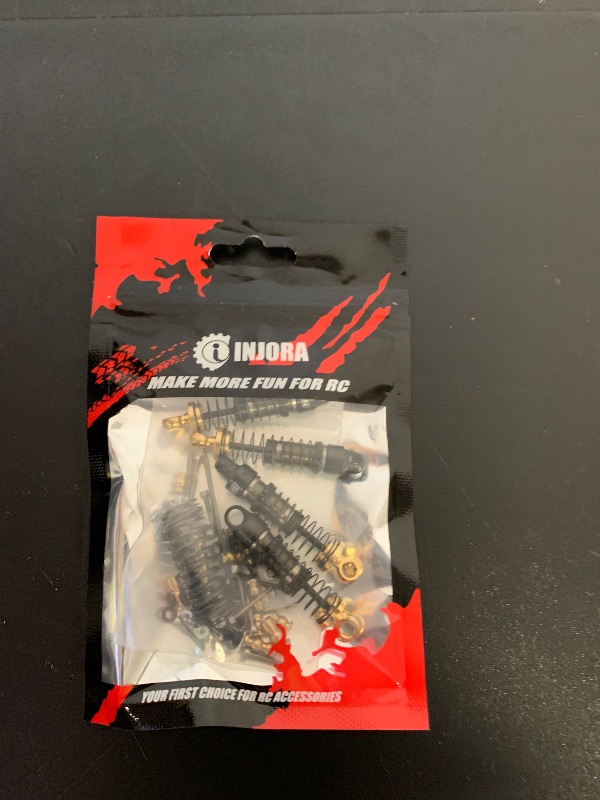 INJORA
MAKE MORE FUN FOR RC
YOUR FIRST CHOICE FOR RC ACCESSORIES